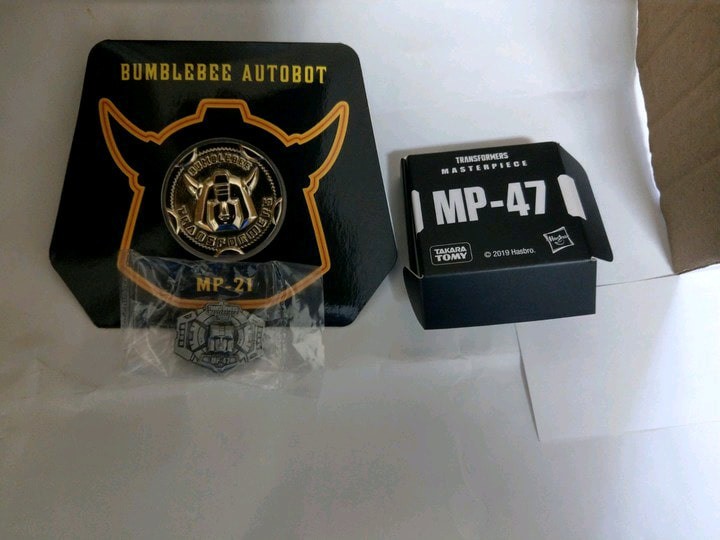 BUMBLEBEE AUTOBOT
BUMBLEBEE
TRANSFORMERS
MP-21
TRANSFORMERS
MASTERPIECE
MP-47
TAKARA
TOMY
© 2019 Hasbro.
Hasbro